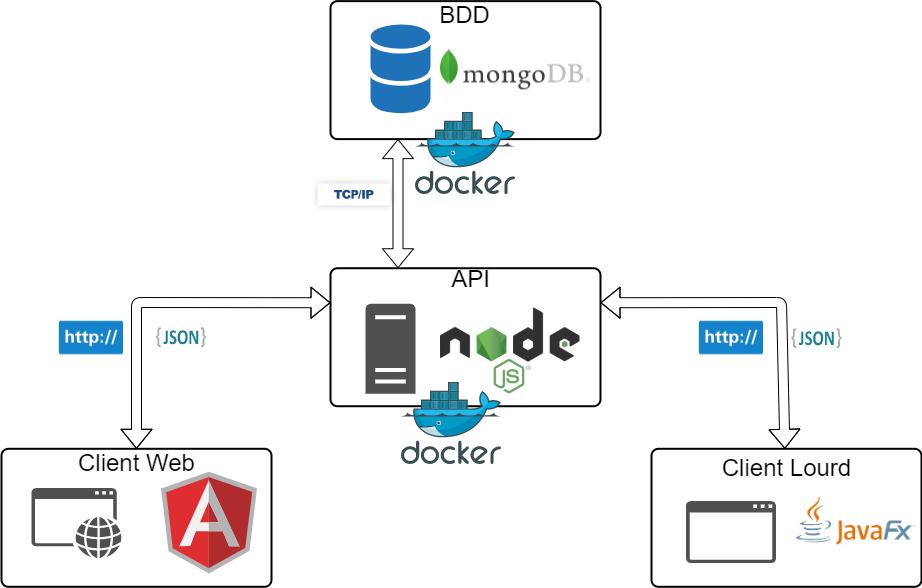 BDD
mongoDB®
docker
TCP/IP
API
http://
{JSON}
node
JS®
http://
{JSON}
docker
Client Web
A
Client Lourd
JavaFx